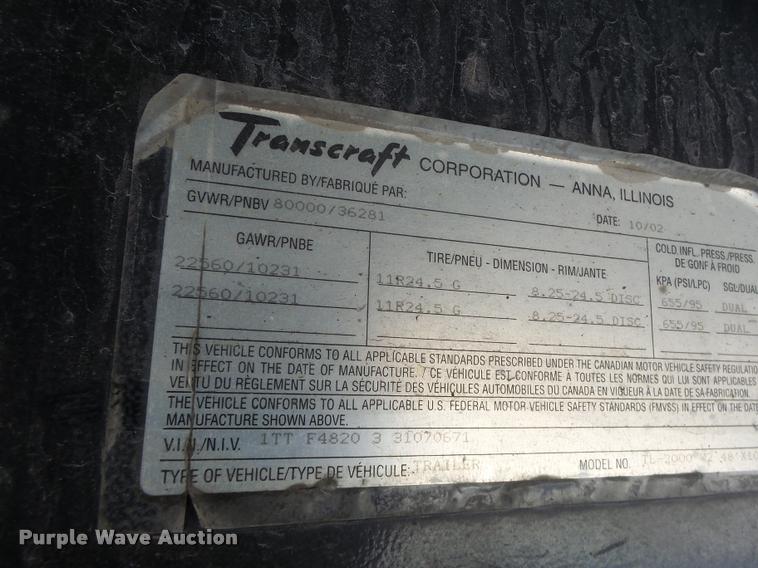 Transcraft CORPORATION — ANNA, ILLINOIS
MANUFACTURED BY/FABRIQUÉ PAR:
GVWR/PNBV 80000/36281 DATE: 10/02
GAWR/PNBE TIRE/PNEU - DIMENSION - RIM/JANTE COLD INFL. PRESS./PRESS. DE GONF À FROID
KPA (PSI/LPC) SGL/DUAL
22560/10231 11R24.5 G 8.25-24.5 DISC 655/95 DUAL
22560/10231 11R24.5 G 8.25-24.5 DISC 655/95 DUAL
THIS VEHICLE CONFORMS TO ALL APPLICABLE STANDARDS PRESCRIBED UNDER THE CANADIAN MOTOR VEHICLE SAFETY REGULATION
IN EFFECT ON THE DATE OF MANUFACTURE. / CE VÉHICULE EST CONFORME À TOUTES LES NORMES QUI LUI SONT APPLICABLES
VENTU DU RÈGLEMENT SUR LA SÉCURITÉ DES VÉHICULES AUTOMOBILES DU CANADA EN VIGUEUR À LA DATE DE SA FABRICATION.
THE VEHICLE CONFORMS TO ALL APPLICABLE U.S. FEDERAL MOTOR VEHICLE SAFETY STANDARDS (FMVSS) IN EFFECT ON THE DATE
MANUFACTURE SHOWN ABOVE.
V.I.N./N.I.V. 1TT F4820 3 31070671
TYPE OF VEHICLE/TYPE DE VÉHICULE: TRAILER MODEL NO. TL-2000 48'
Purple Wave Auction